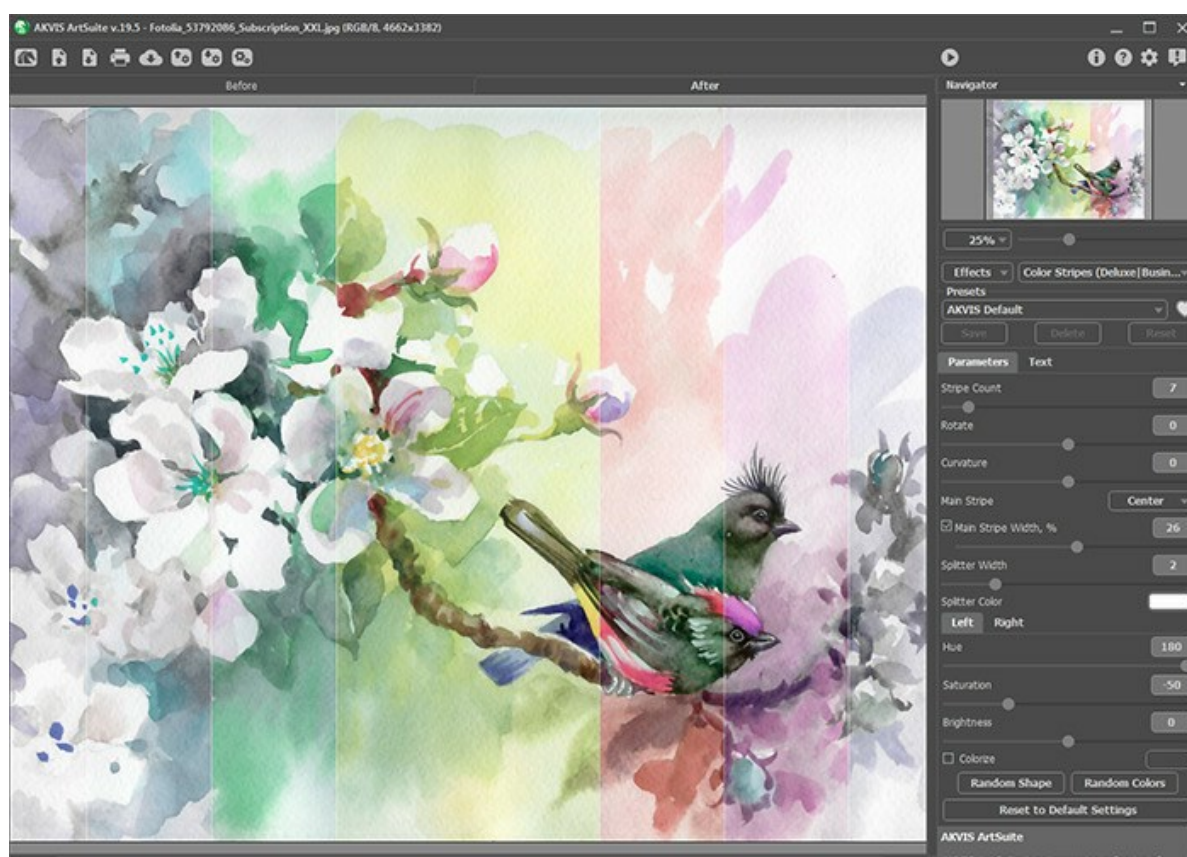 AKVIS ArtSuite v.19.5 - Fotolia_53792086_Subscription_XXL.jpg (RGB/8, 4662x3382)
Before
After
Navigator
25%
Effects
Color Stripes (Deluxe|Busin...
Presets
AKVIS Default
Save
Delete
Reset
Parameters
Text
Stripe Count
7
Rotate
0
Curvature
0
Main Stripe
Center
Main Stripe Width, %
26
Splitter Width
2
Splitter Color
Left
Right
Hue
180
Saturation
-50
Brightness
0
Colorize
Random Shape
Random Colors
Reset to Default Settings
AKVIS ArtSuite